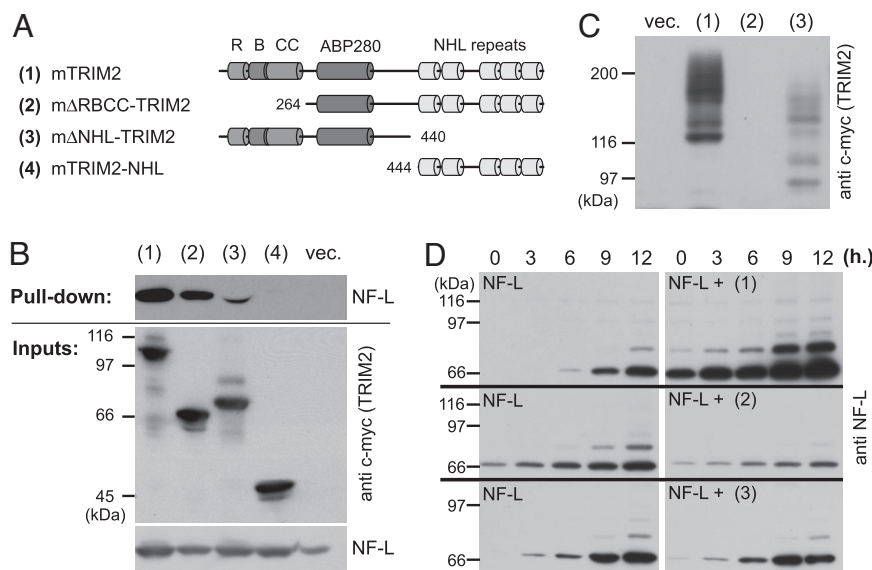 A
R B CC ABP280 NHL repeats
(1) mTRIM2
(2) mΔRBCC-TRIM2 264
(3) mΔNHL-TRIM2 440
(4) mTRIM2-NHL 444
B
(1) (2) (3) (4) vec.
Pull-down: NF-L
Inputs: 116
97
66
45
(kDa)
anti c-myc (TRIM2)
NF-L
C
vec. (1) (2) (3)
200
116
97
(kDa)
anti c-myc (TRIM2)
D
0 3 6 9 12 0 3 6 9 12 (h.)
(kDa) NF-L NF-L + (1)
116
97
66
NF-L NF-L + (2)
116
97
66
NF-L NF-L + (3)
97
66
anti NF-L